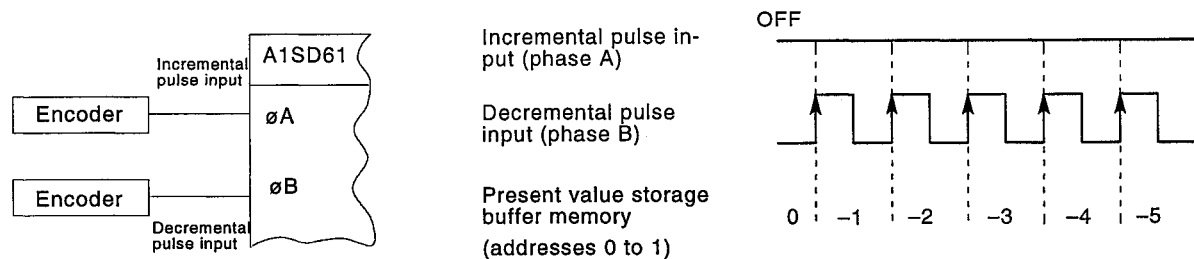 A1SD61
Incremental
pulse input
Encoder
øA
Encoder
øB
Decremental
pulse input
Incremental pulse in-
put (phase A)
OFF
Decremental pulse
input (phase B)
Present value storage
buffer memory
(addresses 0 to 1)
0 −1 −2 −3 −4 −5